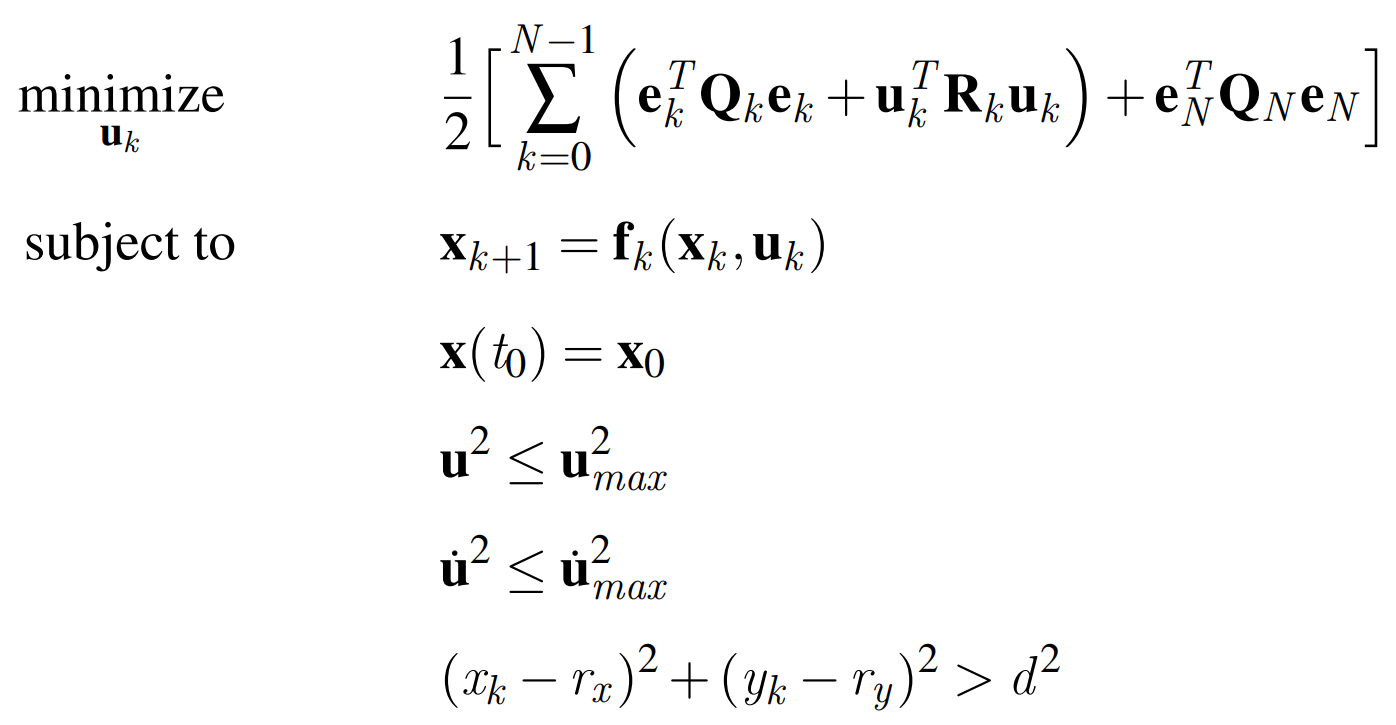 minimize 1/2 [ ∑_{k=0}^{N−1} ( 𝐞_k^T 𝐐_k 𝐞_k + 𝐮_k^T 𝐑_k 𝐮_k ) + 𝐞_N^T 𝐐_N 𝐞_N ]
𝐮_k
subject to 𝐱_{k+1} = 𝐟_k(𝐱_k, 𝐮_k)
𝐱(t_0) = 𝐱_0
𝐮^2 ≤ 𝐮_{max}^2
𝐮̇^2 ≤ 𝐮̇_{max}^2
(x_k − r_x)^2 + (y_k − r_y)^2 > d^2